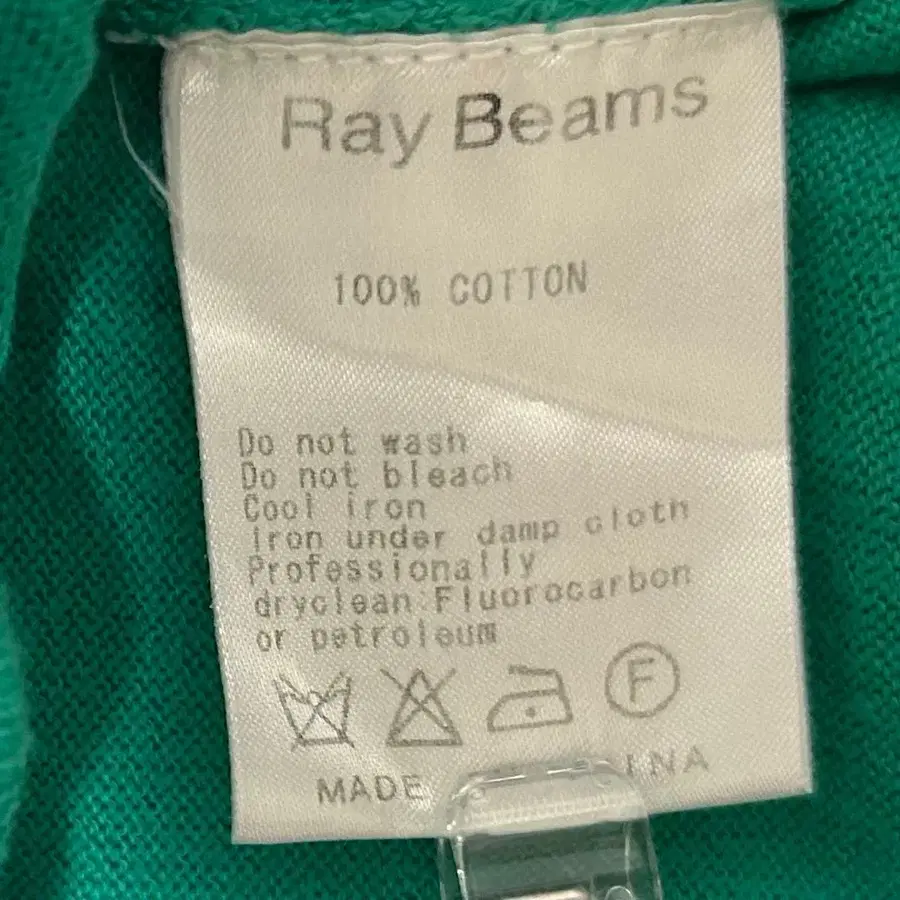 Ray Beams
100% COTTON
Do not wash
Do not bleach
Cool iron
Iron under damp cloth
Professionally
dryclean:Fluorocarbon
or petroleum
F
MADE